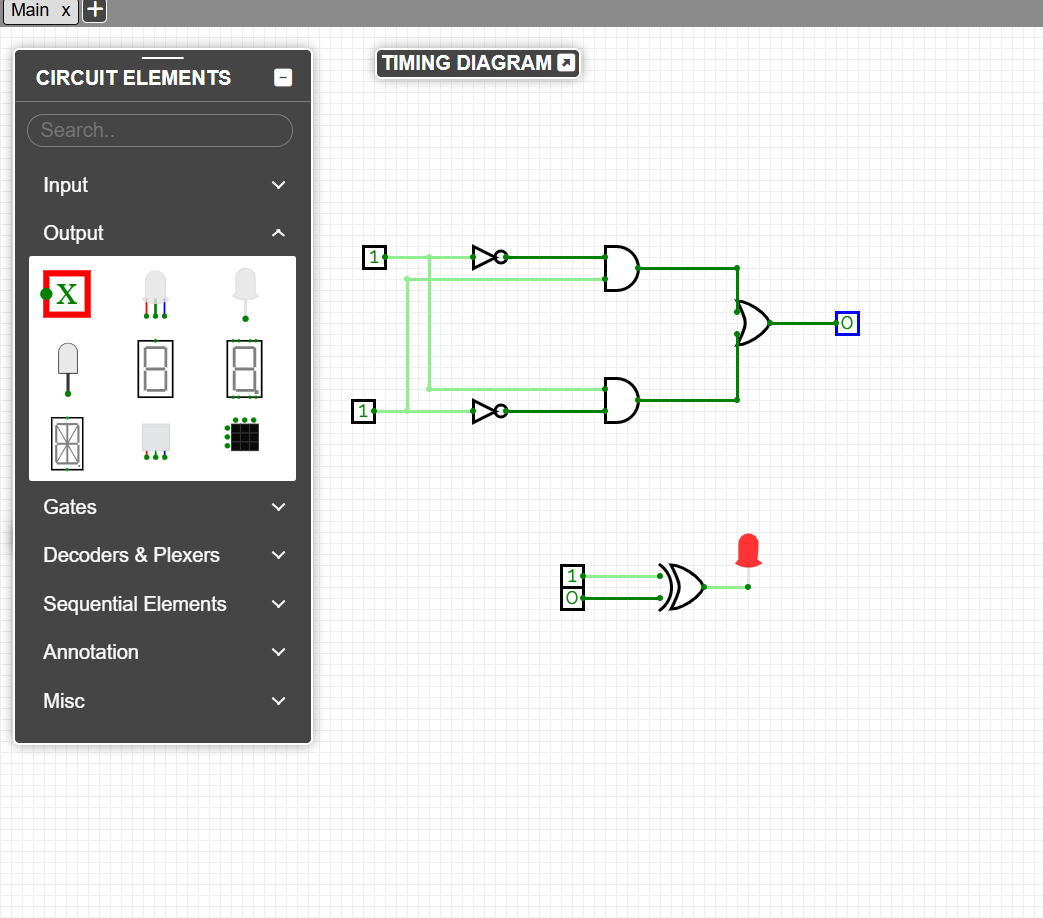 Main x +
TIMING DIAGRAM
CIRCUIT ELEMENTS
Search..
Input
Output
X
Gates
Decoders & Plexers
Sequential Elements
Annotation
Misc
1
1
0
1
0